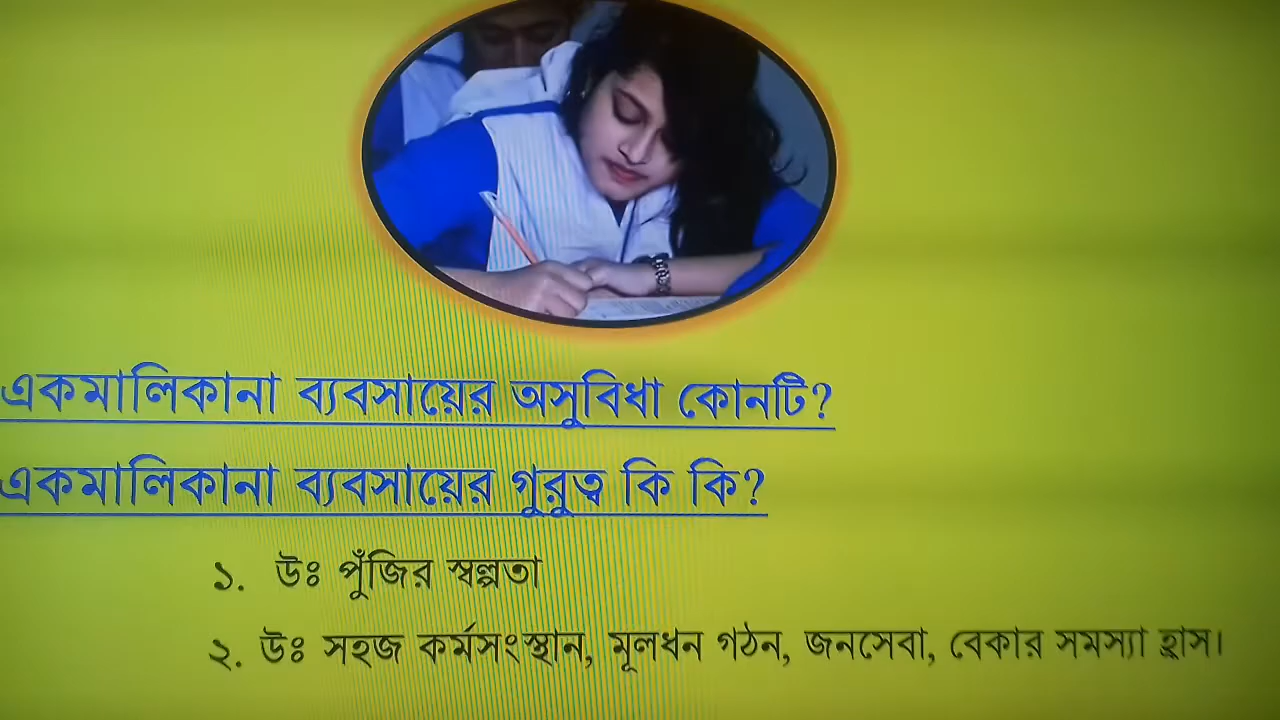 একমালিকানা ব্যবসায়ের অসুবিধা কোনটি?
একমালিকানা ব্যবসায়ের গুরুত্ব কি কি?
১. উঃ পুঁজির স্বল্পতা
২. উঃ সহজ কর্মসংস্থান, মূলধন গঠন, জনসেবা, বেকার সমস্যা হ্রাস।